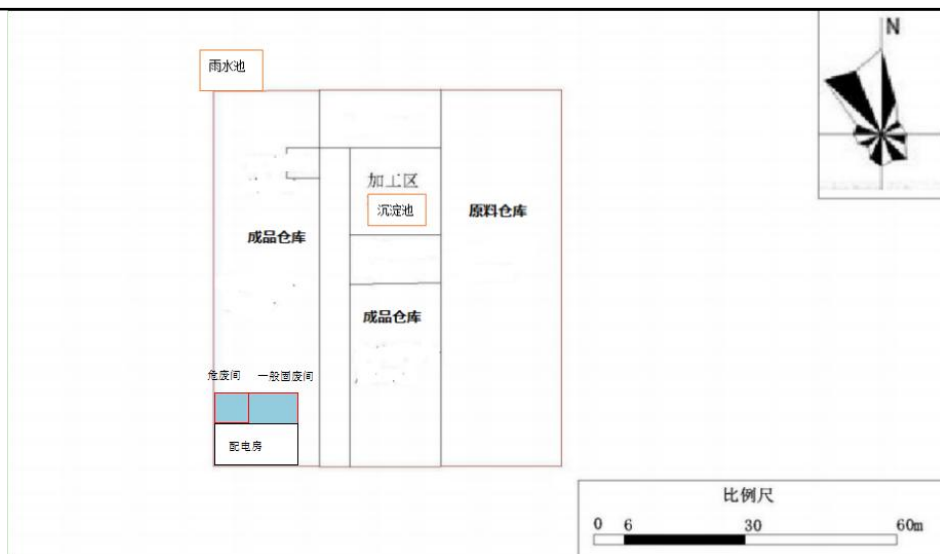 N
雨水池
加工区
沉淀池
原料仓库
成品仓库
成品仓库
危废间 一般固废间
配电房
比例尺
0 6 30 60m